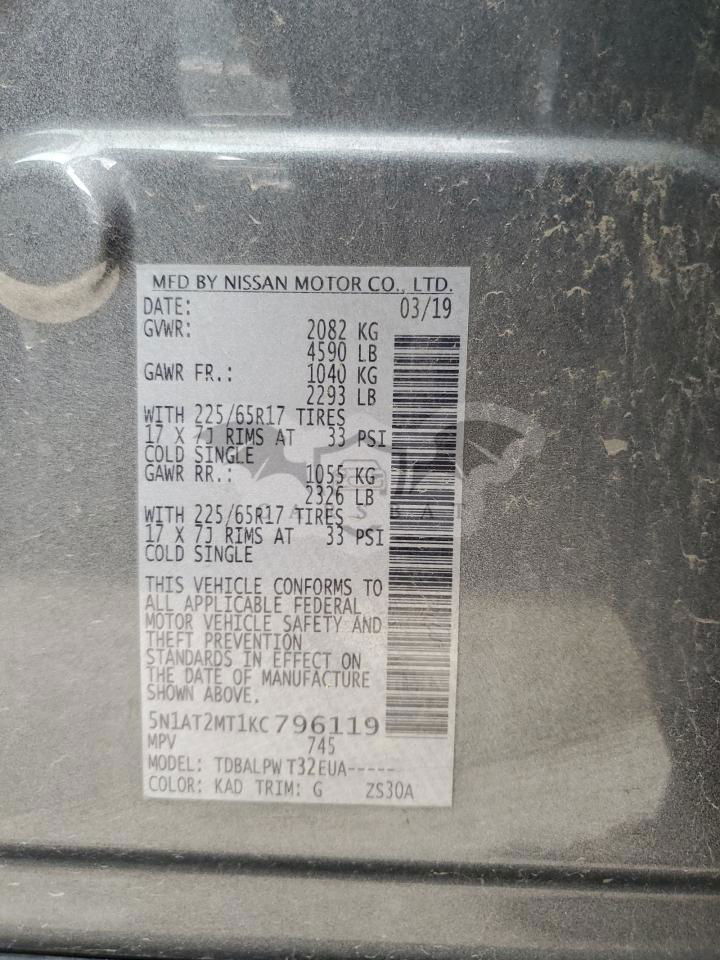 MFD BY NISSAN MOTOR CO., LTD.
DATE: 03/19
GVWR: 2082 KG
4590 LB
GAWR FR.: 1040 KG
2293 LB
WITH 225/65R17 TIRES
17 X 7J RIMS AT 33 PSI
COLD SINGLE
GAWR RR.: 1055 KG
2326 LB
WITH 225/65R17 TIRES
17 X 7J RIMS AT 33 PSI
COLD SINGLE
THIS VEHICLE CONFORMS TO
ALL APPLICABLE FEDERAL
MOTOR VEHICLE SAFETY AND
THEFT PREVENTION
STANDARDS IN EFFECT ON
THE DATE OF MANUFACTURE
SHOWN ABOVE.
5N1AT2MT1KC796119
MPV 745
MODEL: TDBALPW T32EUA-----
COLOR: KAD TRIM: G ZS30A